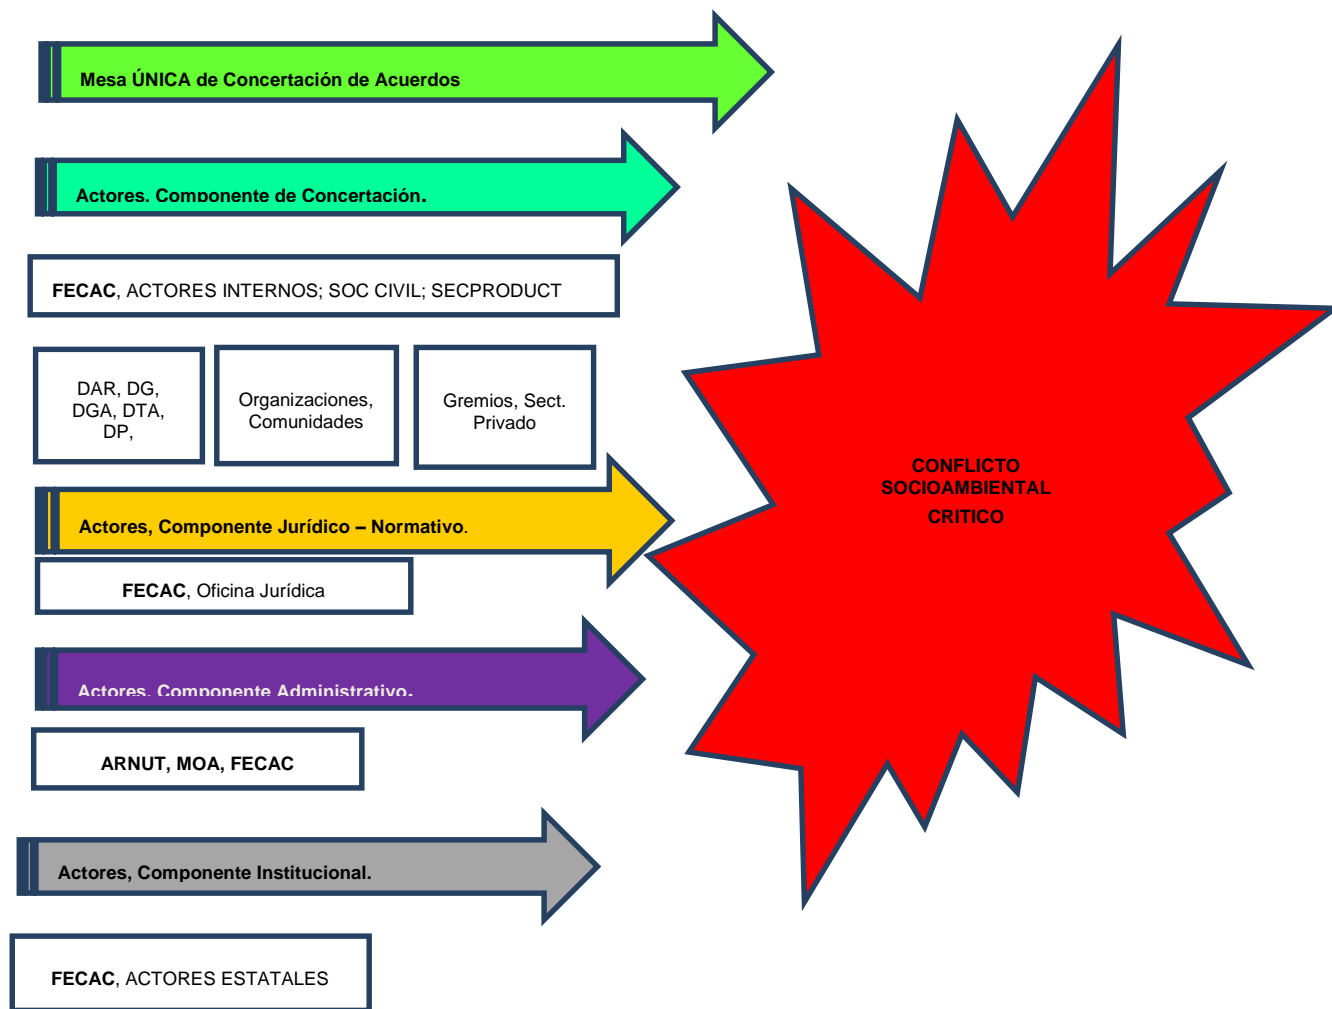 Mesa ÚNICA de Concertación de Acuerdos
Actores. Componente de Concertación.
FECAC, ACTORES INTERNOS; SOC CIVIL; SECPRODUCT
DAR, DG,
DGA, DTA,
DP,
Organizaciones,
Comunidades
Gremios, Sect.
Privado
Actores, Componente Jurídico – Normativo.
FECAC, Oficina Jurídica
Actores. Componente Administrativo.
ARNUT, MOA, FECAC
Actores, Componente Institucional.
FECAC, ACTORES ESTATALES
CONFLICTO
SOCIOAMBIENTAL
CRITICO